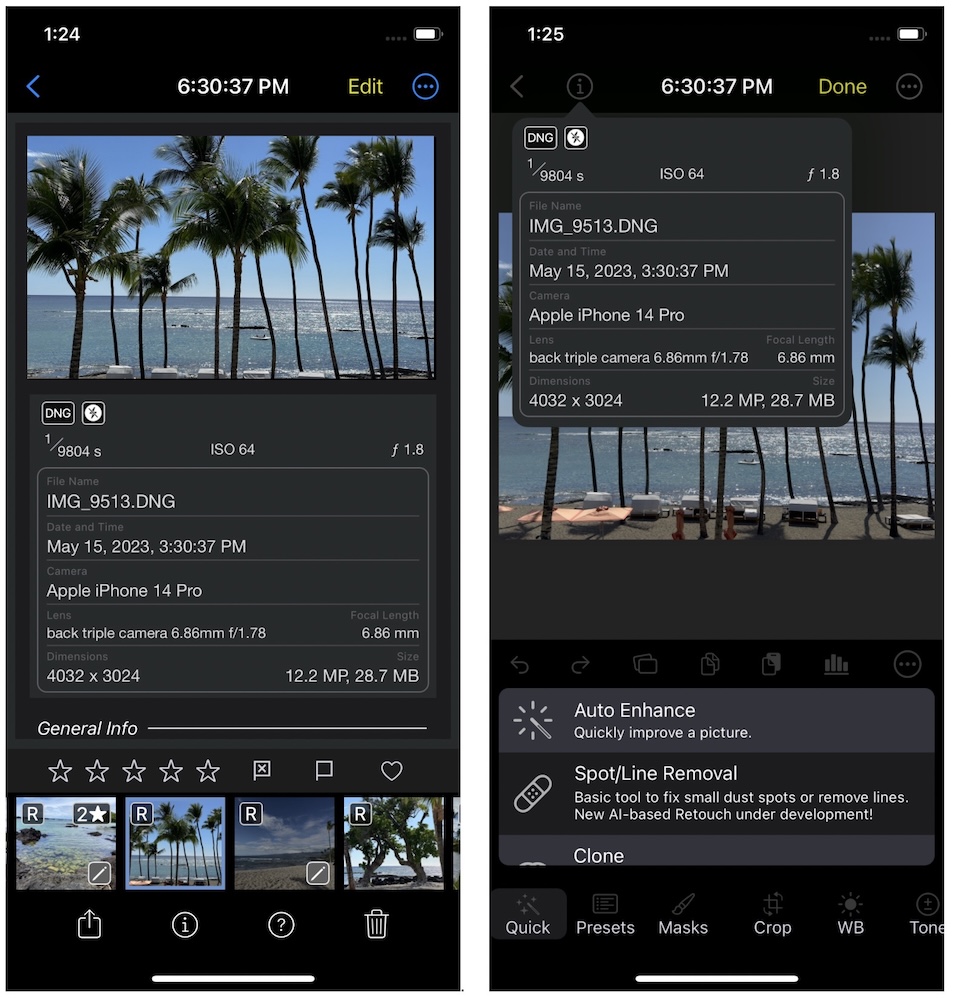 1:24
6:30:37 PM
Edit
DNG
1/9804 s ISO 64 ƒ 1.8
File Name
IMG_9513.DNG
Date and Time
May 15, 2023, 3:30:37 PM
Camera
Apple iPhone 14 Pro
Lens Focal Length
back triple camera 6.86mm f/1.78 6.86 mm
Dimensions Size
4032 x 3024 12.2 MP, 28.7 MB
General Info
R 2★ R R R
1:25
6:30:37 PM
Done
DNG
1/9804 s ISO 64 ƒ 1.8
File Name
IMG_9513.DNG
Date and Time
May 15, 2023, 3:30:37 PM
Camera
Apple iPhone 14 Pro
Lens Focal Length
back triple camera 6.86mm f/1.78 6.86 mm
Dimensions Size
4032 x 3024 12.2 MP, 28.7 MB
Auto Enhance
Quickly improve a picture.
Spot/Line Removal
Basic tool to fix small dust spots or remove lines.
New AI-based Retouch under development!
Clone
Quick Presets Masks Crop WB Tone